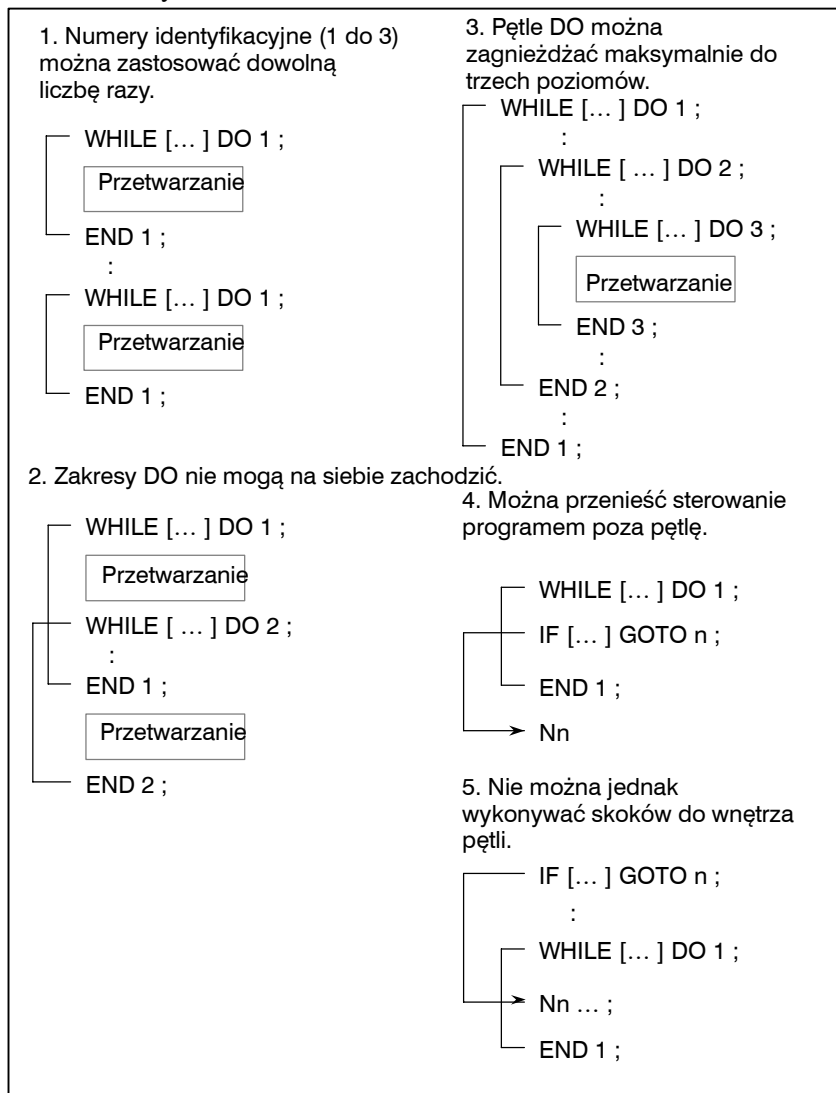 1. Numery identyfikacyjne (1 do 3)
można zastosować dowolną
liczbę razy.
WHILE [… ] DO 1 ;
Przetwarzanie
END 1 ;
:
WHILE [… ] DO 1 ;
Przetwarzanie
END 1 ;
2. Zakresy DO nie mogą na siebie zachodzić.
WHILE [… ] DO 1 ;
Przetwarzanie
WHILE [ … ] DO 2 ;
:
END 1 ;
Przetwarzanie
END 2 ;
3. Pętle DO można
zagnieżdżać maksymalnie do
trzech poziomów.
WHILE [… ] DO 1 ;
:
WHILE [ … ] DO 2 ;
:
WHILE [… ] DO 3 ;
Przetwarzanie
END 3 ;
:
END 2 ;
:
END 1 ;
4. Można przenieść sterowanie
programem poza pętlę.
WHILE [… ] DO 1 ;
IF [… ] GOTO n ;
END 1 ;
Nn
5. Nie można jednak
wykonywać skoków do wnętrza
pętli.
IF [… ] GOTO n ;
:
WHILE [… ] DO 1 ;
Nn … ;
END 1 ;